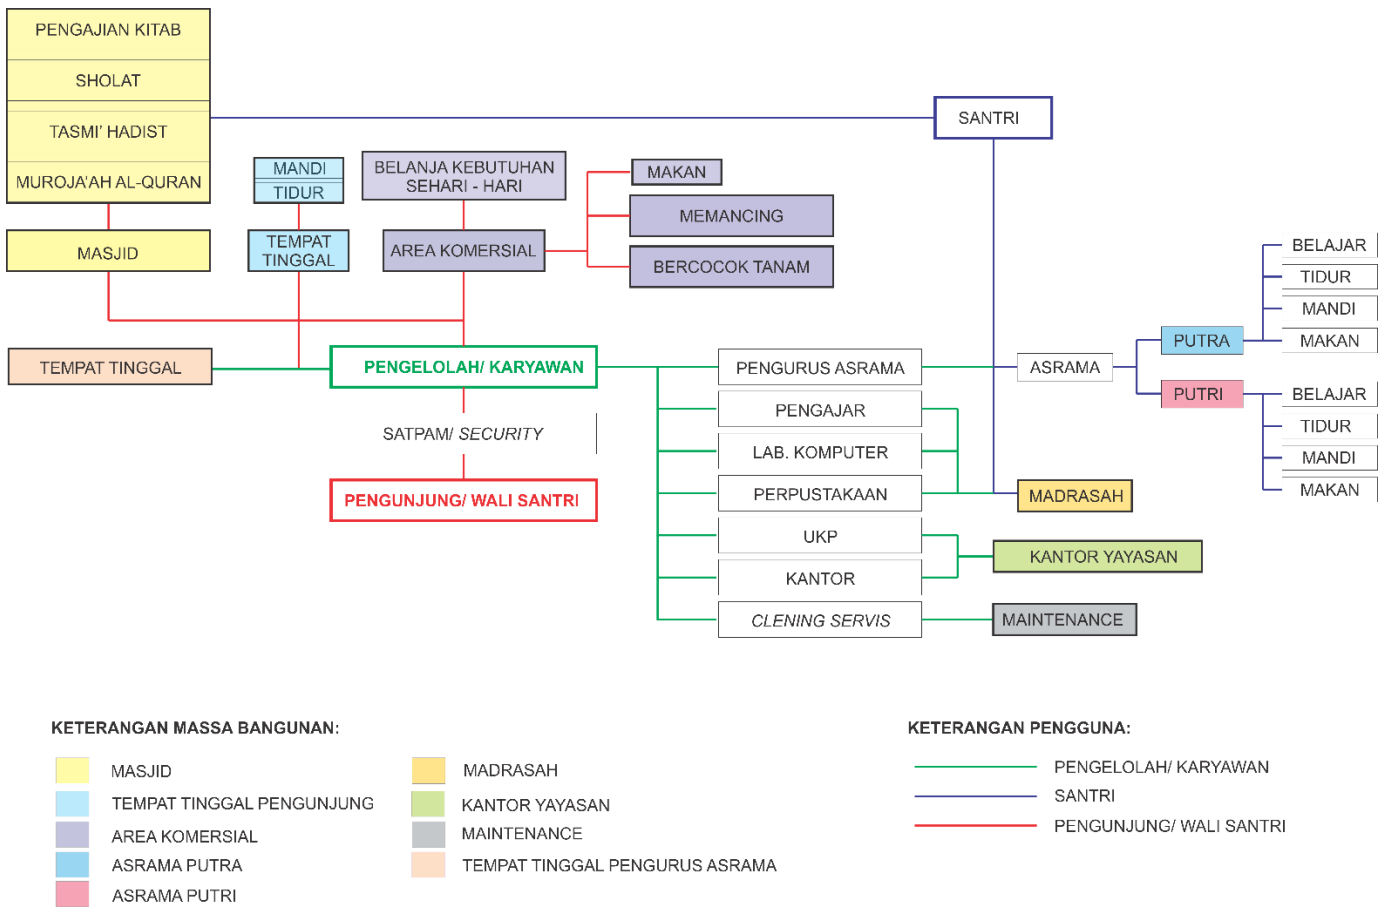 PENGAJIAN KITAB
SHOLAT
TASMI' HADIST
MUROJA'AH AL-QURAN
MASJID
MANDI
TIDUR
TEMPAT
TINGGAL
BELANJA KEBUTUHAN
SEHARI - HARI
AREA KOMERSIAL
MAKAN
MEMANCING
BERCOCOK TANAM
SANTRI
TEMPAT TINGGAL
PENGELOLAH/ KARYAWAN
SATPAM/ SECURITY
PENGUNJUNG/ WALI SANTRI
PENGURUS ASRAMA
PENGAJAR
LAB. KOMPUTER
PERPUSTAKAAN
UKP
KANTOR
CLENING SERVIS
ASRAMA
MADRASAH
KANTOR YAYASAN
MAINTENANCE
PUTRA
PUTRI
BELAJAR
TIDUR
MANDI
MAKAN
BELAJAR
TIDUR
MANDI
MAKAN
KETERANGAN MASSA BANGUNAN:
MASJID
TEMPAT TINGGAL PENGUNJUNG
AREA KOMERSIAL
ASRAMA PUTRA
ASRAMA PUTRI
MADRASAH
KANTOR YAYASAN
MAINTENANCE
TEMPAT TINGGAL PENGURUS ASRAMA
KETERANGAN PENGGUNA:
PENGELOLAH/ KARYAWAN
SANTRI
PENGUNJUNG/ WALI SANTRI